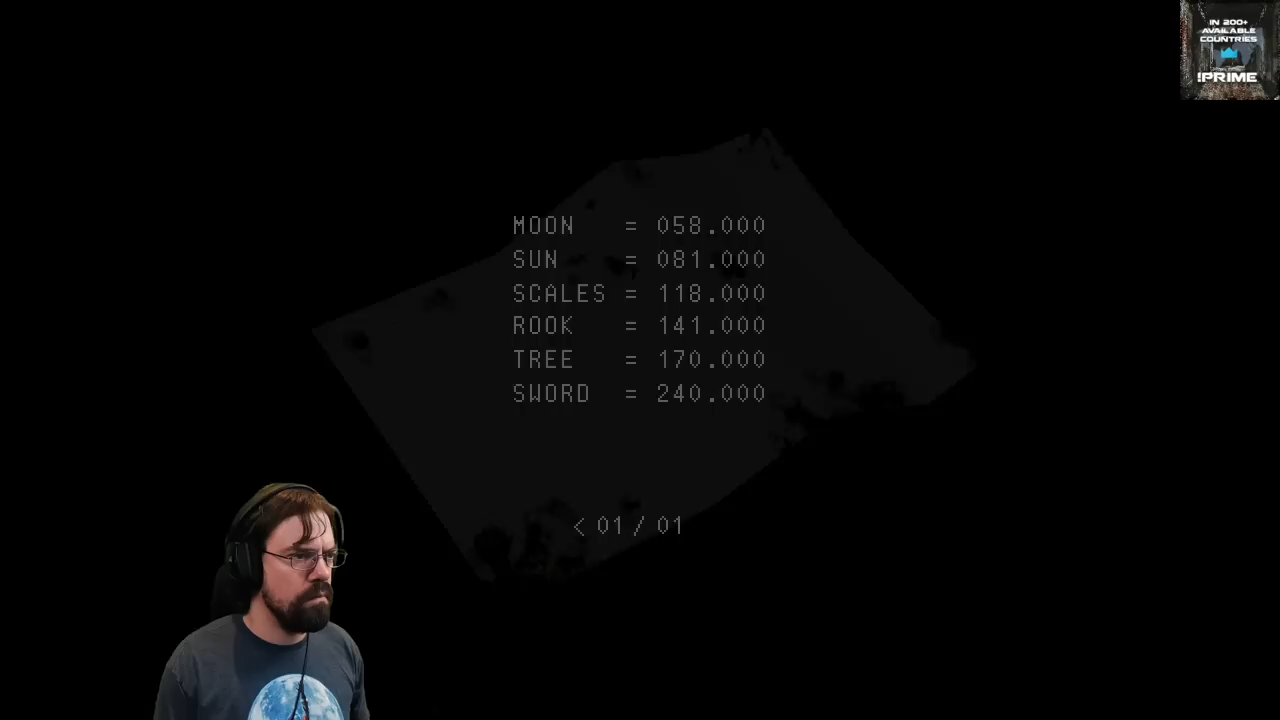 IN 200+
AVAILABLE
COUNTRIES
!PRIME
MOON = 058.000
SUN = 081.000
SCALES = 118.000
ROOK = 141.000
TREE = 170.000
SWORD = 240.000
< 01 / 01